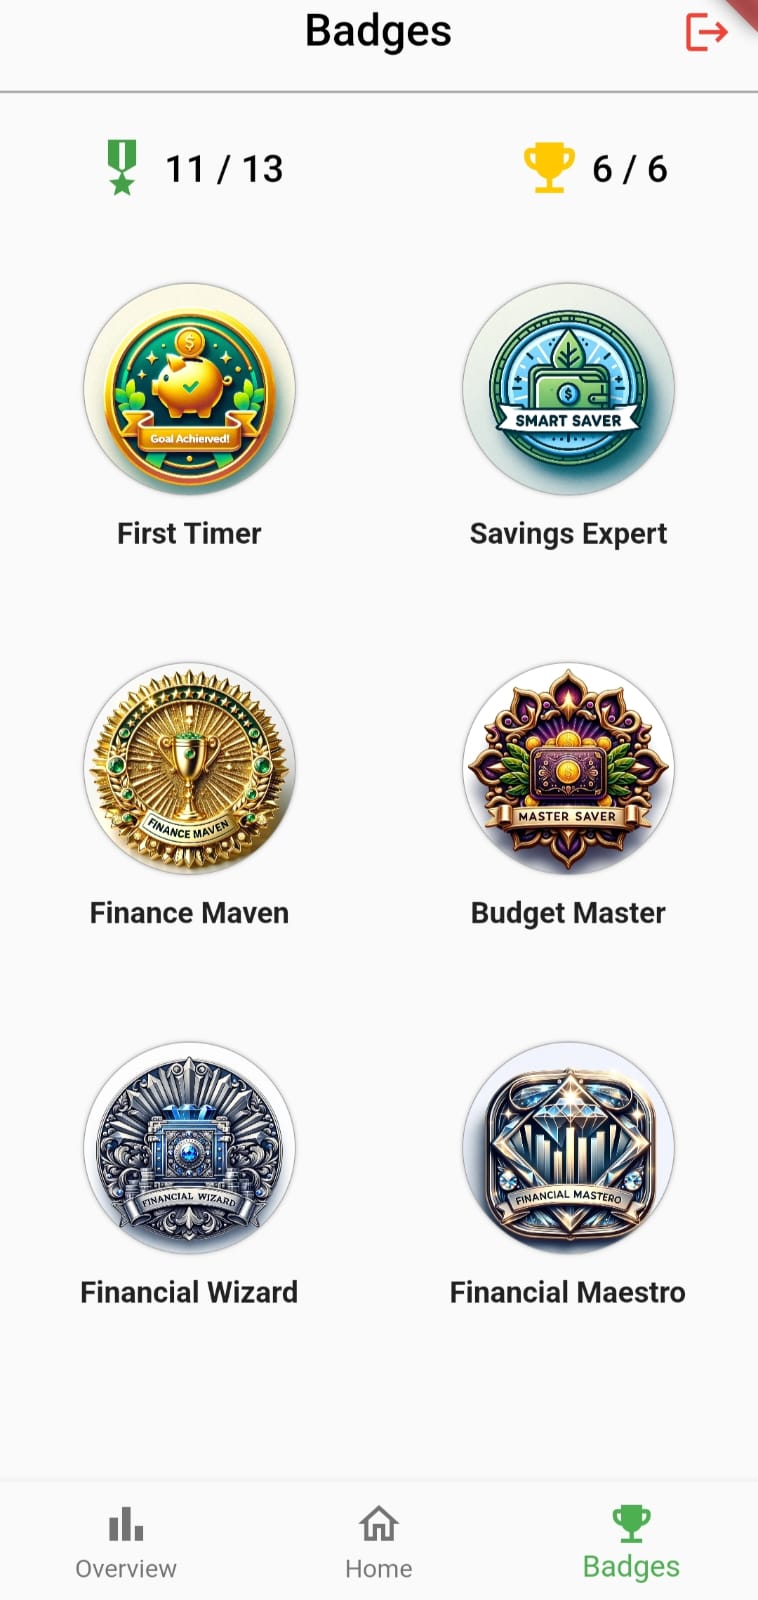 Badges
11 / 13
6 / 6
Goal Achierved!
SMART SAVER
First Timer
Savings Expert
FINANCE MAVEN
MASTER SAVER
Finance Maven
Budget Master
FINANCIAL WIZARD
FINANCIAL MASTERO
Financial Wizard
Financial Maestro
Overview
Home
Badges